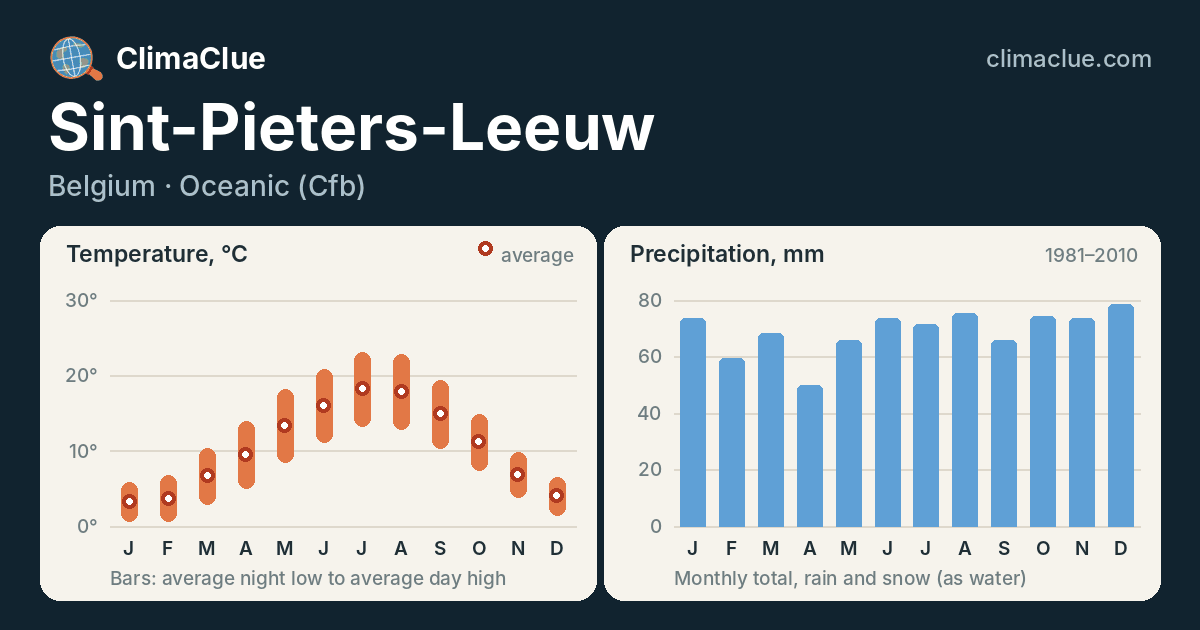 ClimaClue
climaclue.com
Sint-Pieters-Leeuw
Belgium · Oceanic (Cfb)
Temperature, °C
average
30°
20°
10°
0°
J F M A M J J A S O N D
Bars: average night low to average day high
Precipitation, mm
1981–2010
80
60
40
20
0
J F M A M J J A S O N D
Monthly total, rain and snow (as water)